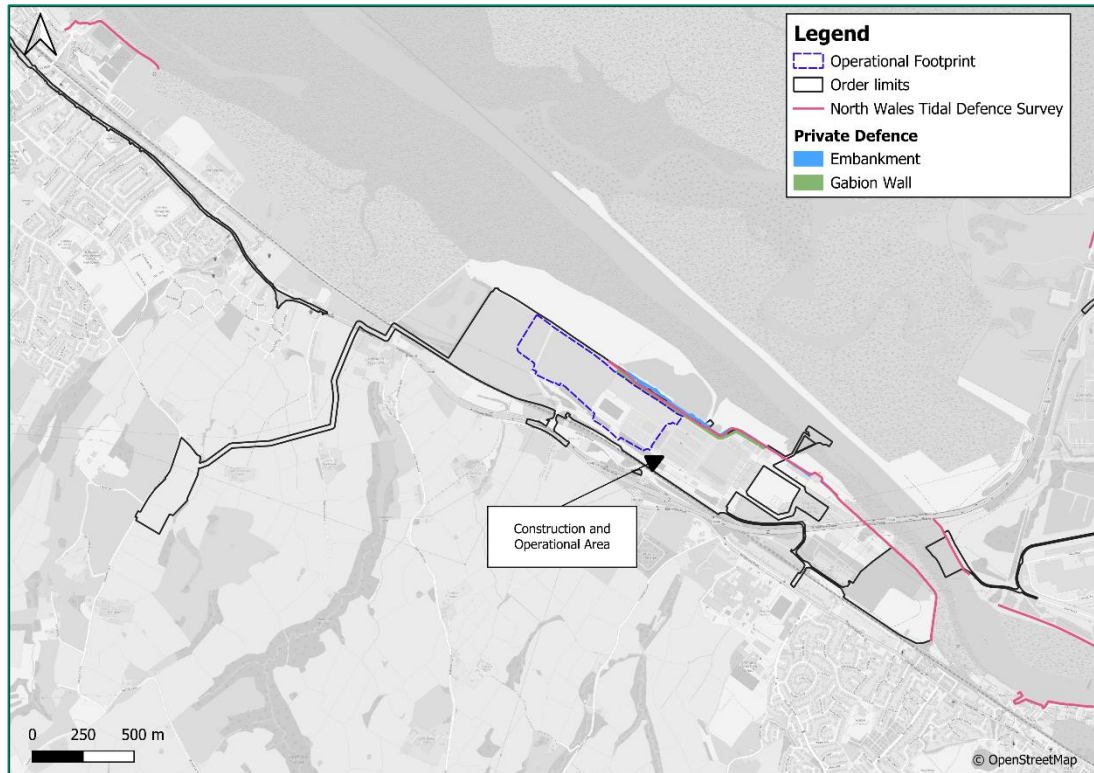 Legend
Operational Footprint
Order limits
North Wales Tidal Defence Survey
Private Defence
Embankment
Gabion Wall
Construction and
Operational Area
0 250 500 m
© OpenStreetMap